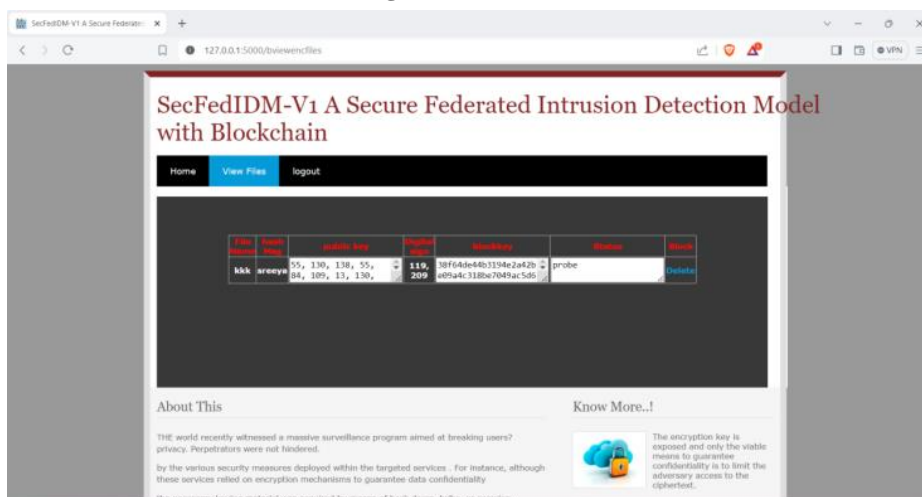 SecFedIDM-V1 A Secure Federated
127.0.0.1:5000/bviewencfiles
VPN
SecFedIDM-V1 A Secure Federated Intrusion Detection Model
with Blockchain
Home View Files logout
File Name Hash Msg public key Digital sign blockkey Status Block
kkk sreeya 55, 130, 138, 55, 119, 38f64de44b3194e2a42b probe Delete
84, 109, 13, 130, 209 e09a4c318be7049ac5d6
About This
Know More..!
THE world recently witnessed a massive surveillance program aimed at breaking users?
privacy. Perpetrators were not hindered.
by the various security measures deployed within the targeted services . For instance, although
these services relied on encryption mechanisms to guarantee data confidentiality
The encryption key is
exposed and only the viable
means to guarantee
confidentiality is to limit the
adversary access to the
ciphertext.